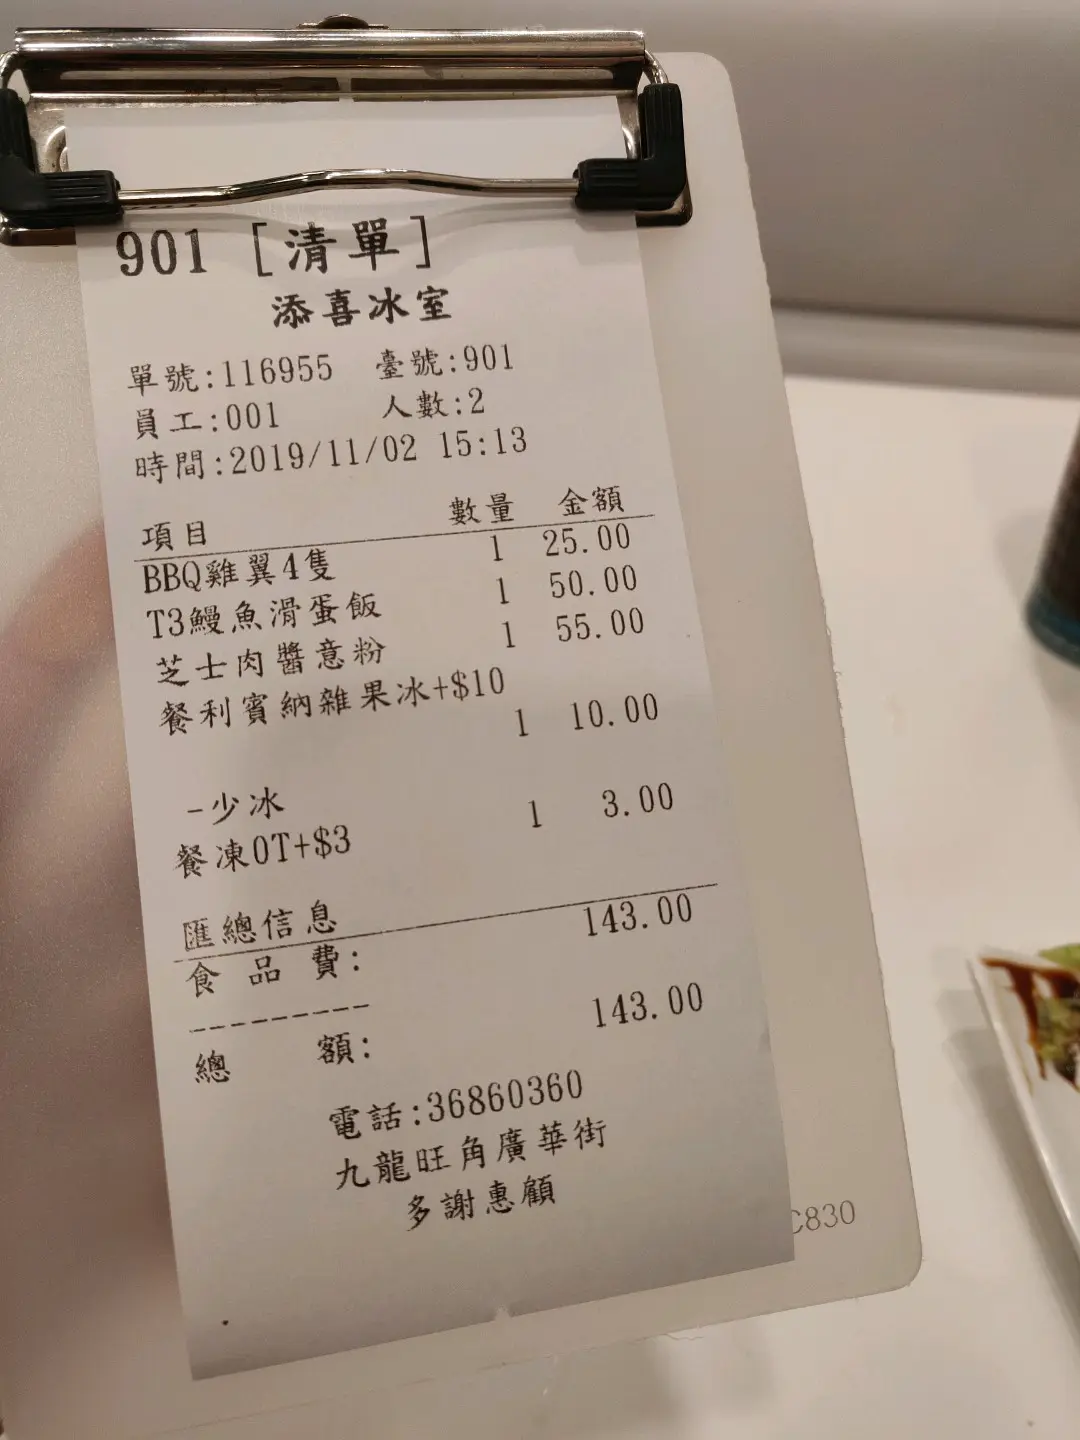 901 [清單]
添喜冰室
單號:116955 臺號:901
員工:001 人數:2
時間:2019/11/02 15:13
項目 數量 金額
BBQ雞翼4隻 1 25.00
T3鰻魚滑蛋飯 1 50.00
芝士肉醬意粉 1 55.00
餐利賓納雜果冰+$10
1 10.00
-少冰
餐凍OT+$3 1 3.00
匯總信息
食品費: 143.00
---------
總額: 143.00
電話:36860360
九龍旺角廣華街
多謝惠顧
C830